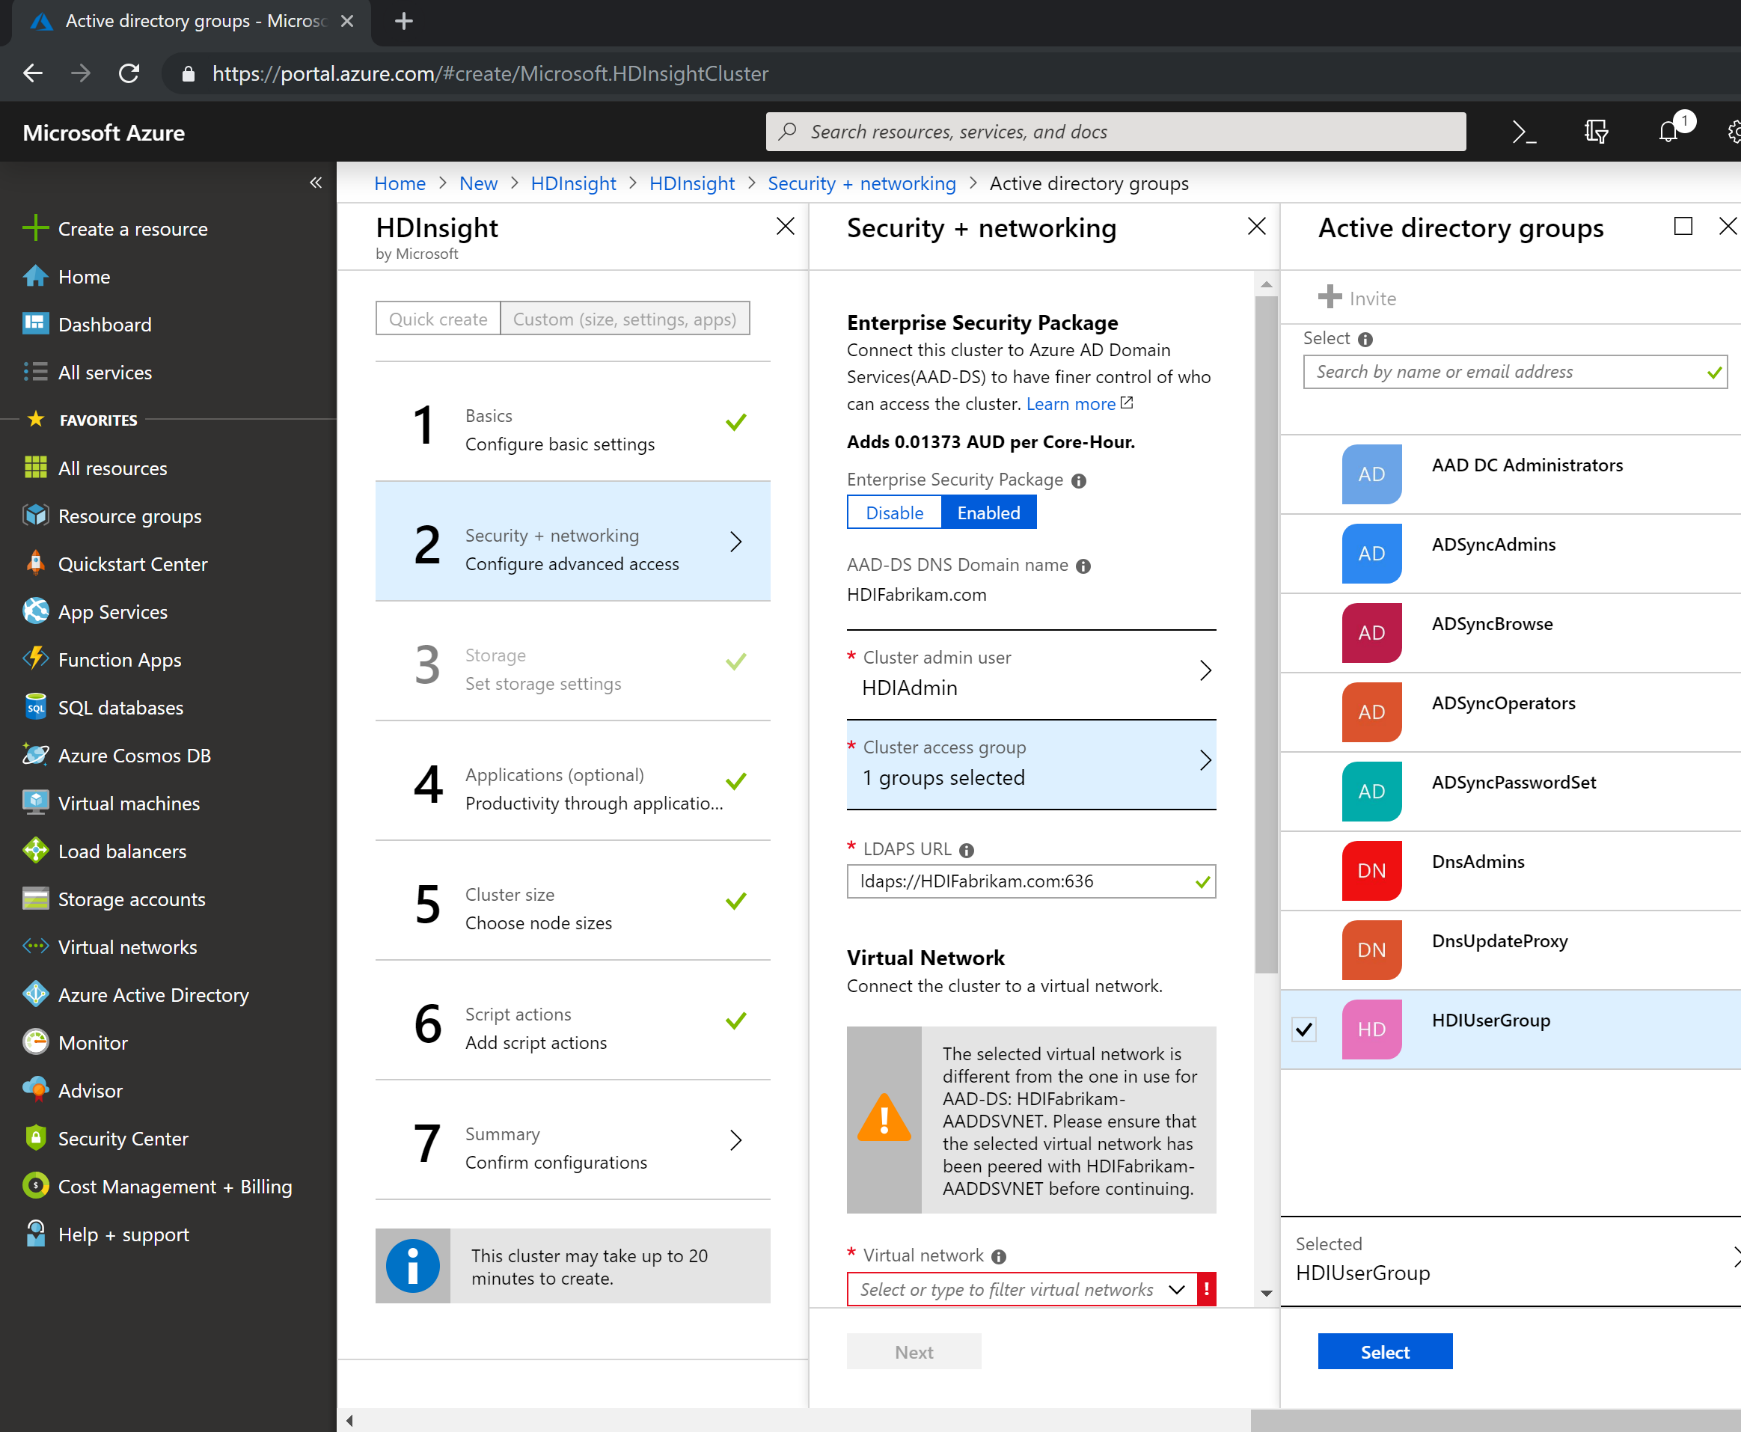 Active directory groups - Micros
https://portal.azure.com/#create/Microsoft.HDInsightCluster
Microsoft Azure
Search resources, services, and docs
1
Home > New > HDInsight > HDInsight > Security + networking > Active directory groups
Create a resource
Home
Dashboard
All services
FAVORITES
All resources
Resource groups
Quickstart Center
App Services
Function Apps
SQL
SQL databases
Azure Cosmos DB
Virtual machines
Load balancers
Storage accounts
Virtual networks
Azure Active Directory
Monitor
Advisor
Security Center
Cost Management + Billing
Help + support
HDInsight
by Microsoft
Quick create
Custom (size, settings, apps)
1
Basics
Configure basic settings
2
Security + networking
Configure advanced access
3
Storage
Set storage settings
4
Applications (optional)
Productivity through applicatio...
5
Cluster size
Choose node sizes
6
Script actions
Add script actions
7
Summary
Confirm configurations
This cluster may take up to 20
minutes to create.
Security + networking
Enterprise Security Package
Connect this cluster to Azure AD Domain
Services(AAD-DS) to have finer control of who
can access the cluster. Learn more
Adds 0.01373 AUD per Core-Hour.
Enterprise Security Package
Disable
Enabled
AAD-DS DNS Domain name
HDIFabrikam.com
* Cluster admin user
HDIAdmin
* Cluster access group
1 groups selected
* LDAPS URL
ldaps://HDIFabrikam.com:636
Virtual Network
Connect the cluster to a virtual network.
The selected virtual network is
different from the one in use for
AAD-DS: HDIFabrikam-
AADDSVNET. Please ensure that
the selected virtual network has
been peered with HDIFabrikam-
AADDSVNET before continuing.
* Virtual network
Select or type to filter virtual networks
!
Next
Active directory groups
Invite
Select
Search by name or email address
AD
AAD DC Administrators
AD
ADSyncAdmins
AD
ADSyncBrowse
AD
ADSyncOperators
AD
ADSyncPasswordSet
DN
DnsAdmins
DN
DnsUpdateProxy
HD
HDIUserGroup
Selected
HDIUserGroup
Select